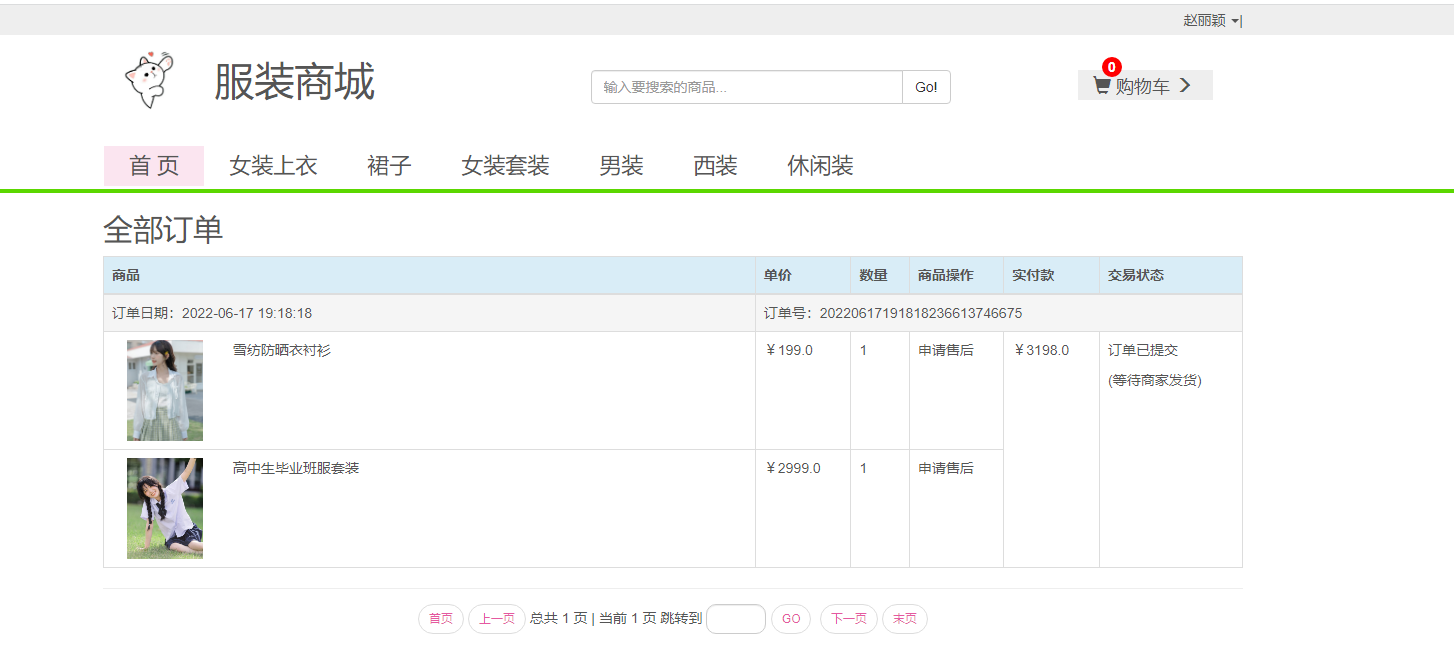 赵丽颖
服装商城
输入要搜索的商品...
Go!
0
购物车
首 页 女装上衣 裙子 女装套装 男装 西装 休闲装
全部订单
商品 单价 数量 商品操作 实付款 交易状态
订单日期：2022-06-17 19:18:18 订单号：20220617191818236613746675
雪纺防晒衣衬衫 ￥199.0 1 申请售后 ￥3198.0 订单已提交
(等待商家发货)
高中生毕业班服套装 ￥2999.0 1 申请售后
首页 上一页 总共 1 页 | 当前 1 页 跳转到 GO 下一页 末页